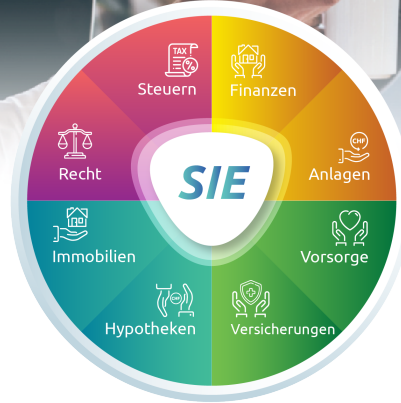 TAX
Steuern
Finanzen
CHF
Recht
Anlagen
SIE
Immobilien
Vorsorge
CHF
Hypotheken
Versicherungen